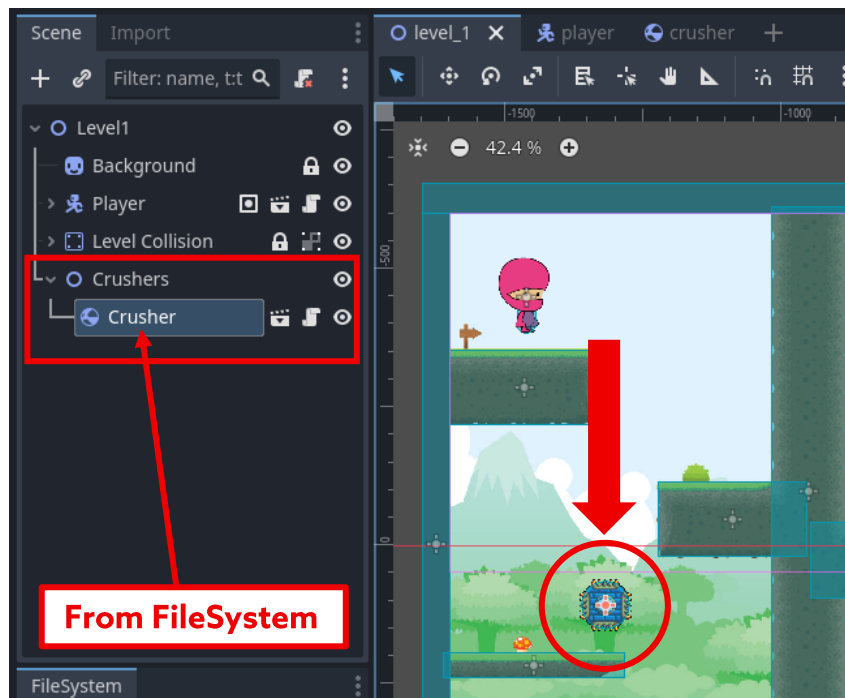 Scene Import
level_1 player crusher
Filter: name, t:t
-1500 -1000
Level1
42.4 %
Background
Player
Level Collision
-500
Crushers
Crusher
0
From FileSystem
FileSystem